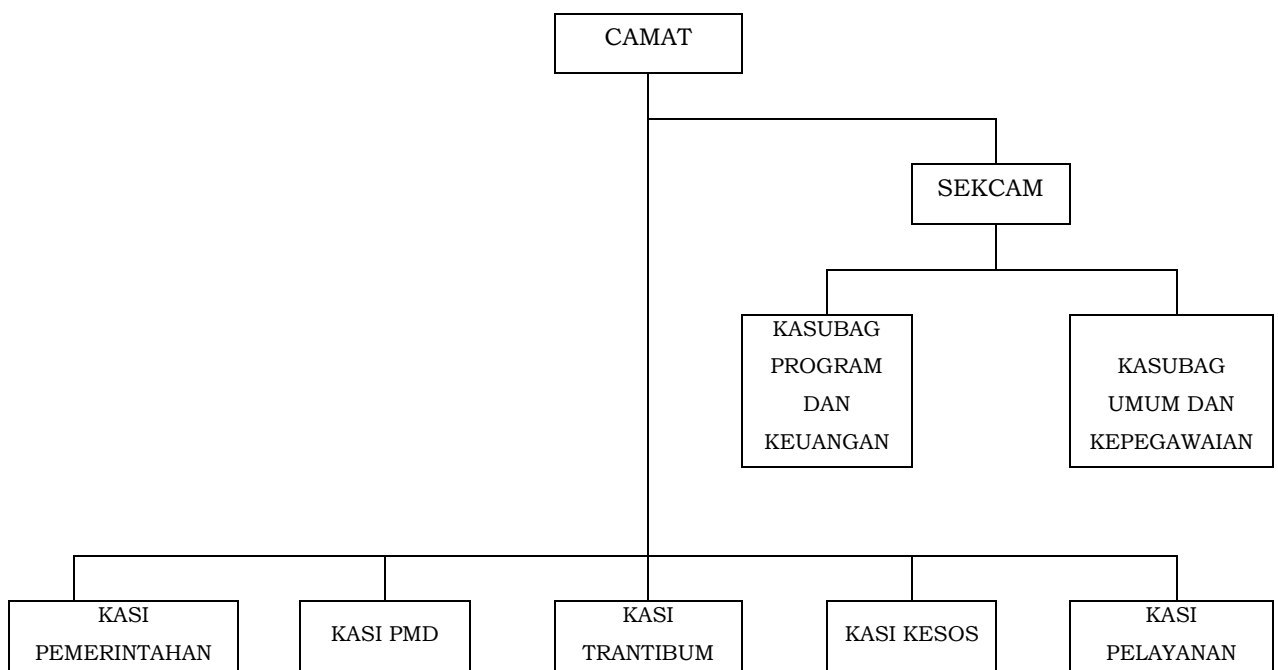 CAMAT
SEKCAM
KASUBAG
PROGRAM
DAN
KEUANGAN
KASUBAG
UMUM DAN
KEPEGAWAIAN
KASI
PEMERINTAHAN
KASI PMD
KASI
TRANTIBUM
KASI KESOS
KASI
PELAYANAN